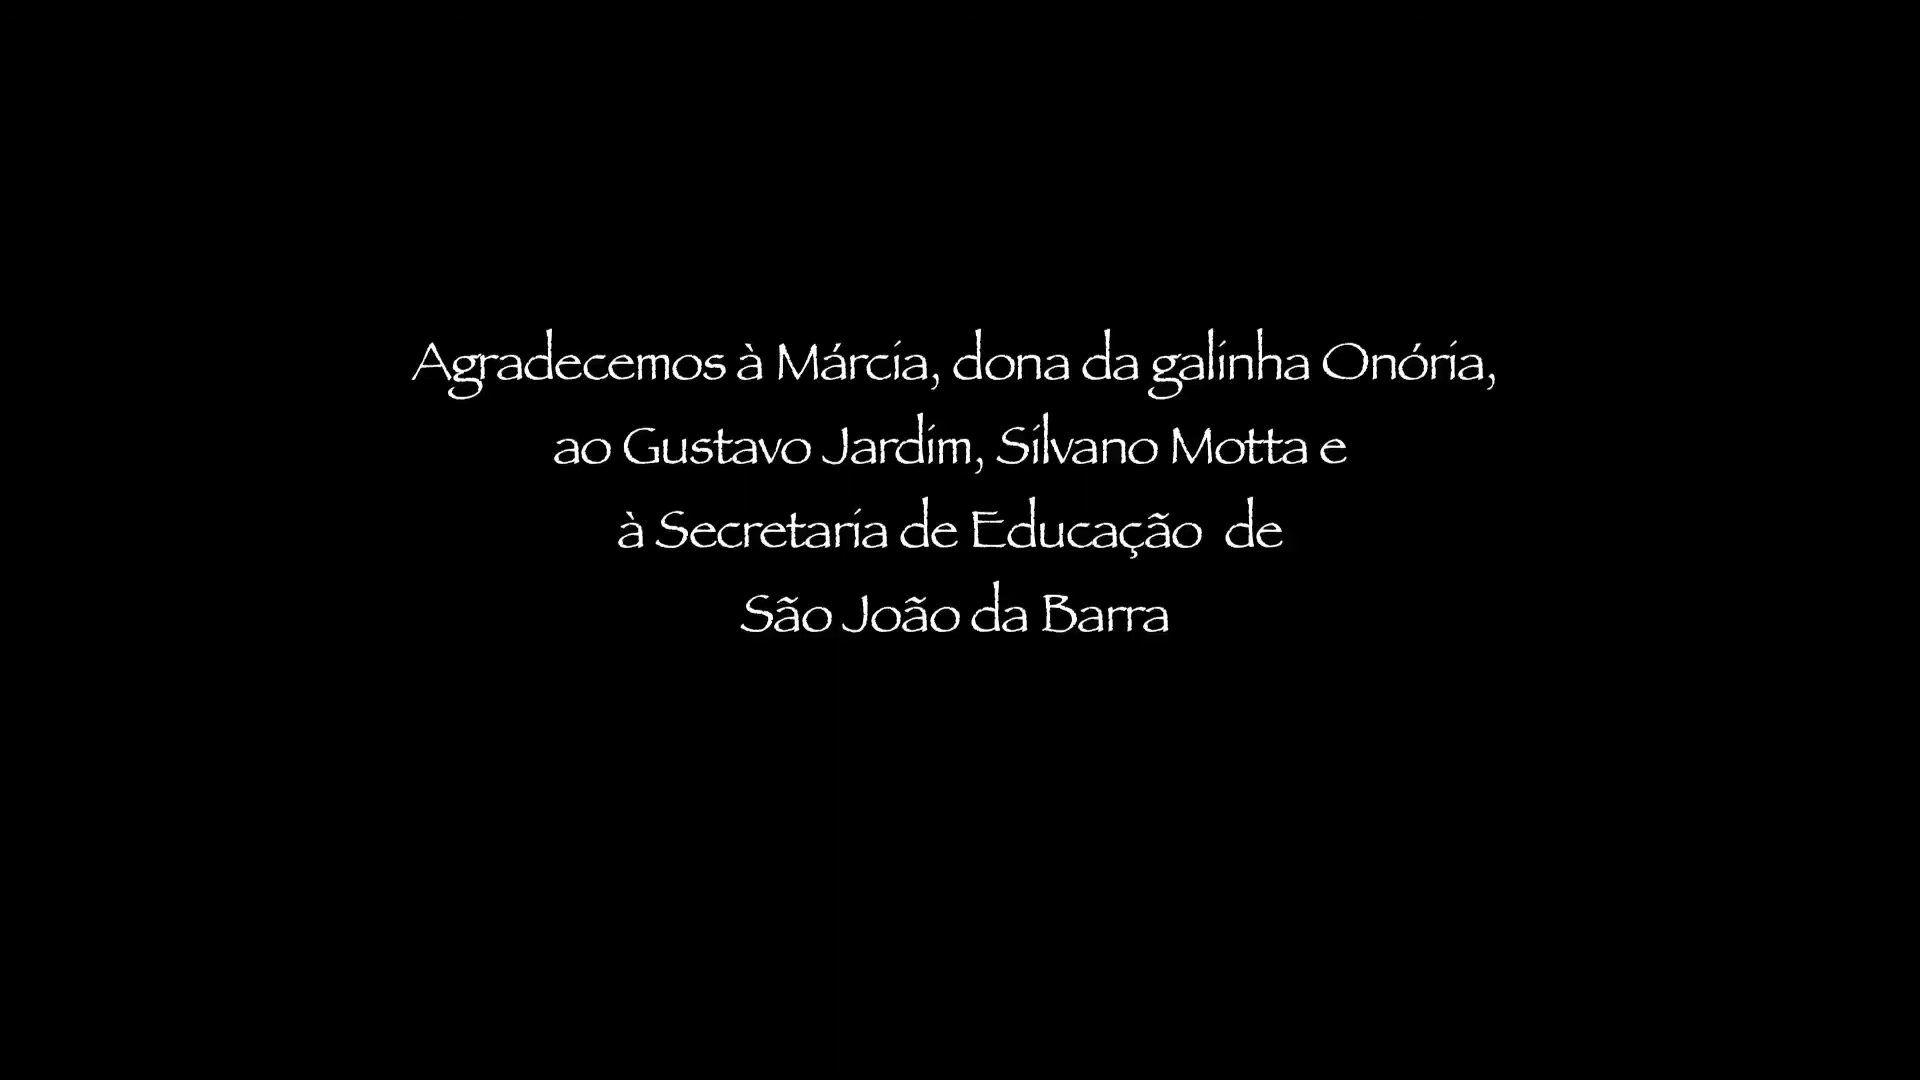 Agradecemos à Márcia, dona da galinha Onória,
ao Gustavo Jardim, Silvano Motta e
à Secretaria de Educação de
São João da Barra